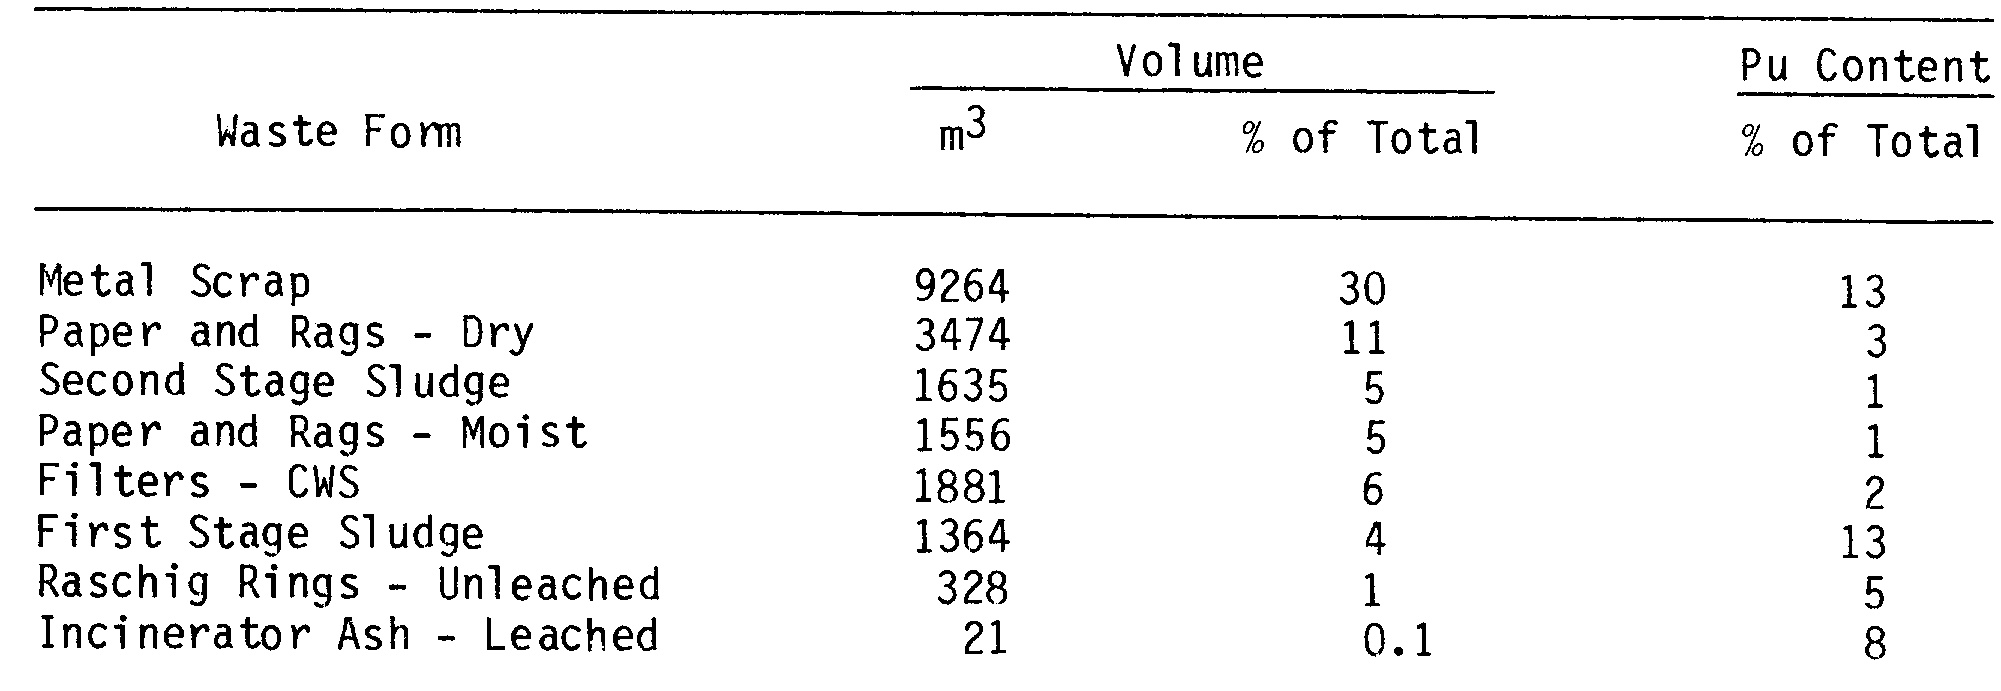 Volume Pu Content
Waste Form m³ % of Total % of Total
Metal Scrap 9264 30 13
Paper and Rags - Dry 3474 11 3
Second Stage Sludge 1635 5 1
Paper and Rags - Moist 1556 5 1
Filters - CWS 1881 6 2
First Stage Sludge 1364 4 13
Raschig Rings - Unleached 328 1 5
Incinerator Ash - Leached 21 0.1 8